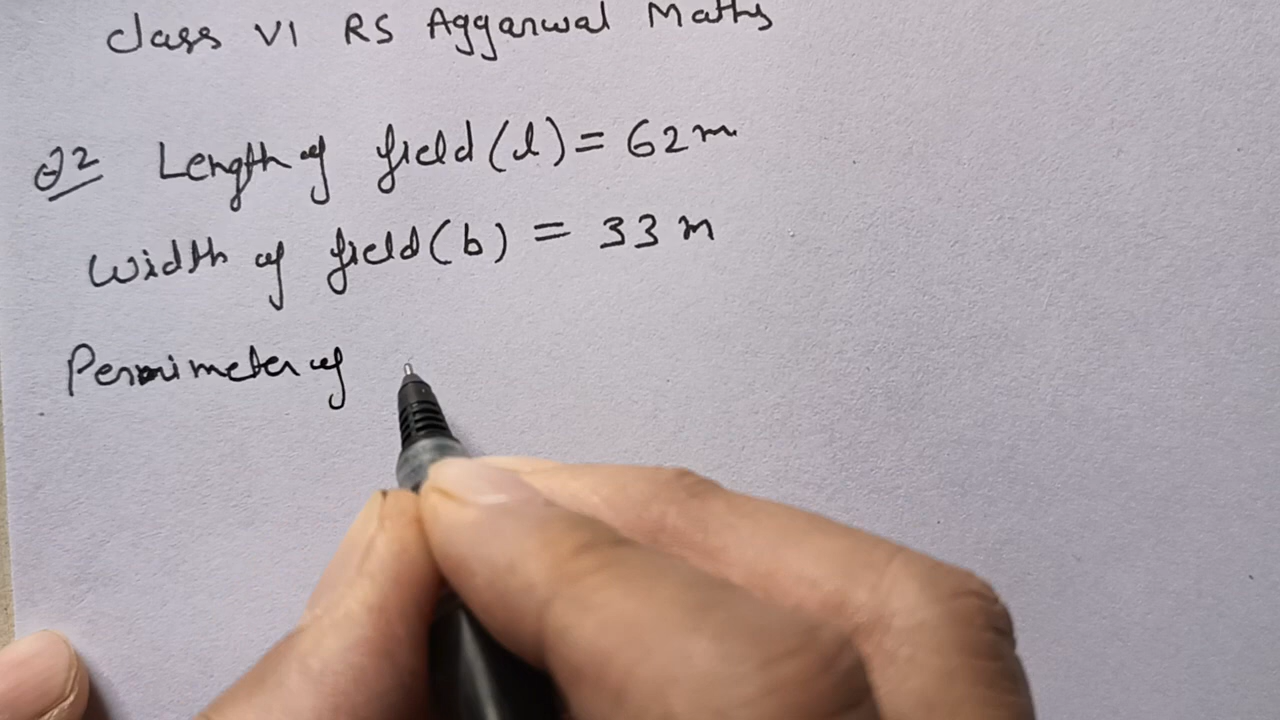 Class VI RS Aggarwal Maths
Q2 Length of field (l) = 62 m
Width of field (b) = 33 m
Perimeter of